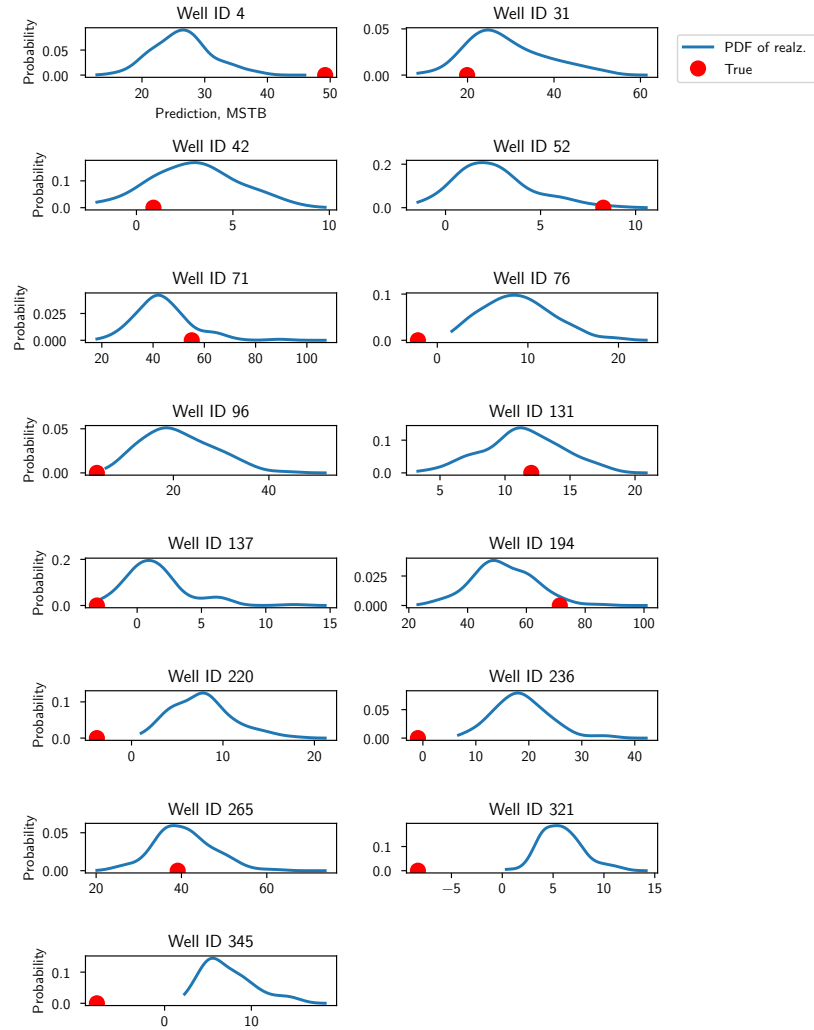 Well ID 4
Probability
0.05
0.00
20 30 40 50
Prediction, MSTB
Well ID 31
0.05
0.00
20 40 60
PDF of realz.
True
Well ID 42
Probability
0.1
0.0
0 5 10
Well ID 52
0.2
0.0
0 5 10
Well ID 71
Probability
0.025
0.000
20 40 60 80 100
Well ID 76
0.1
0.0
0 10 20
Well ID 96
Probability
0.05
0.00
20 40
Well ID 131
0.1
0.0
5 10 15 20
Well ID 137
Probability
0.2
0.0
0 5 10 15
Well ID 194
0.025
0.000
20 40 60 80 100
Well ID 220
Probability
0.1
0.0
0 10 20
Well ID 236
0.05
0.00
0 10 20 30 40
Well ID 265
Probability
0.05
0.00
20 40 60
Well ID 321
0.1
0.0
−5 0 5 10 15
Well ID 345
Probability
0.1
0.0
0 10